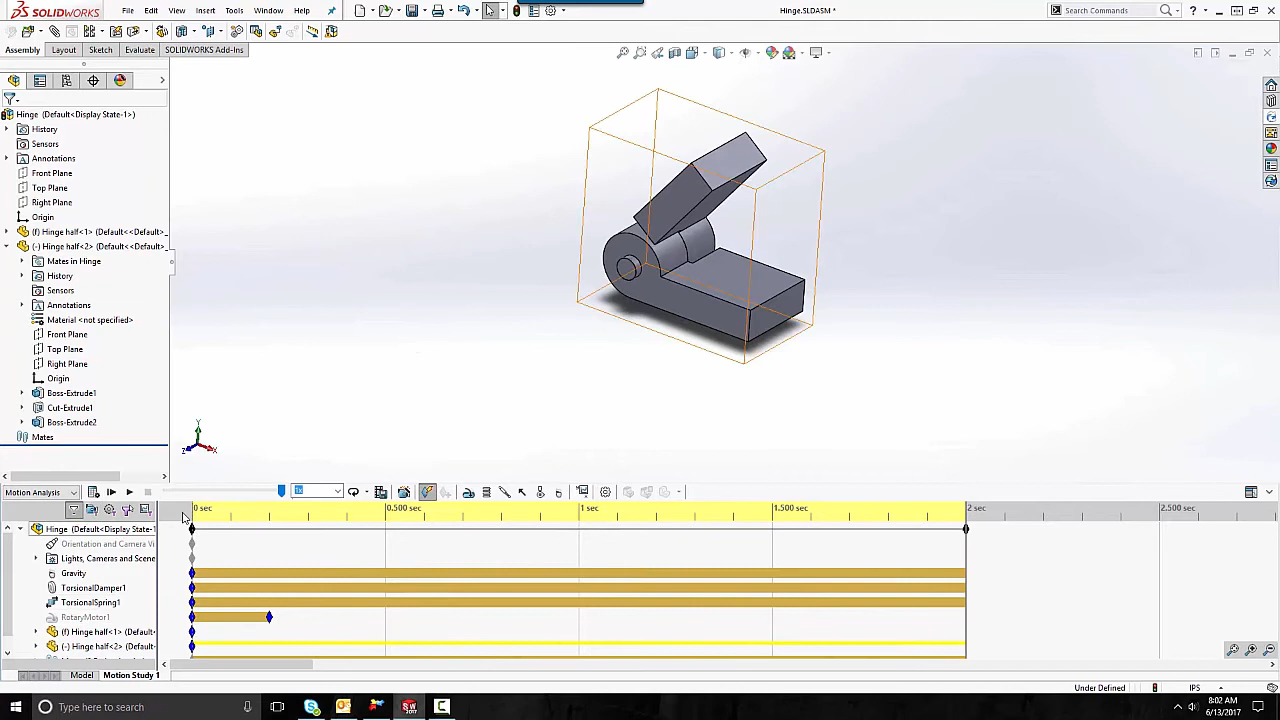 SOLIDWORKS File Edit View Insert Tools Window Help Hinge.SLDASM * Search Commands
Assembly Layout Sketch Evaluate SOLIDWORKS Add-Ins
Hinge (Default<Display State-1>)
History
Sensors
Annotations
Front Plane
Top Plane
Right Plane
Origin
(f) Hinge half<1> (Default<<Default>
(-) Hinge half<2> (Default<<Default>
Mates in Hinge
History
Sensors
Annotations
Material <not specified>
Front Plane
Top Plane
Right Plane
Origin
Boss-Extrude1
Cut-Extrude1
Boss-Extrude2
Mates
Y
Z X
Motion Analysis 1x
0 sec 0.500 sec 1 sec 1.500 sec 2 sec 2.500 sec
Hinge (Default<Display State-1>
Orientation and Camera Vi
Lights, Cameras and Scene
Gravity
TorsionalDamper1
TorsionalSpring1
RotaryMotor1
(f) Hinge half<1> (Default
(-) Hinge half<2> (Default
Model Motion Study 1
Under Defined IPS
Type here to search
8:02 AM
6/13/2017